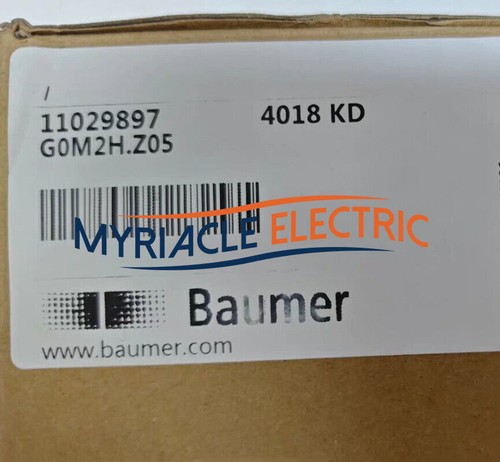 /
11029897 4018 KD
G0M2H.Z05
MYRIACLE ELECTRIC
Baumer
www.baumer.com